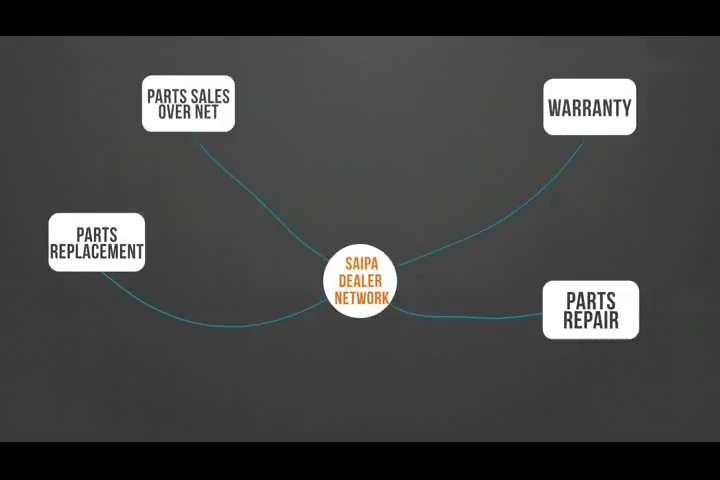 PARTS SALES
OVER NET
WARRANTY
PARTS
REPLACEMENT
SAIPA
DEALER
NETWORK
PARTS
REPAIR